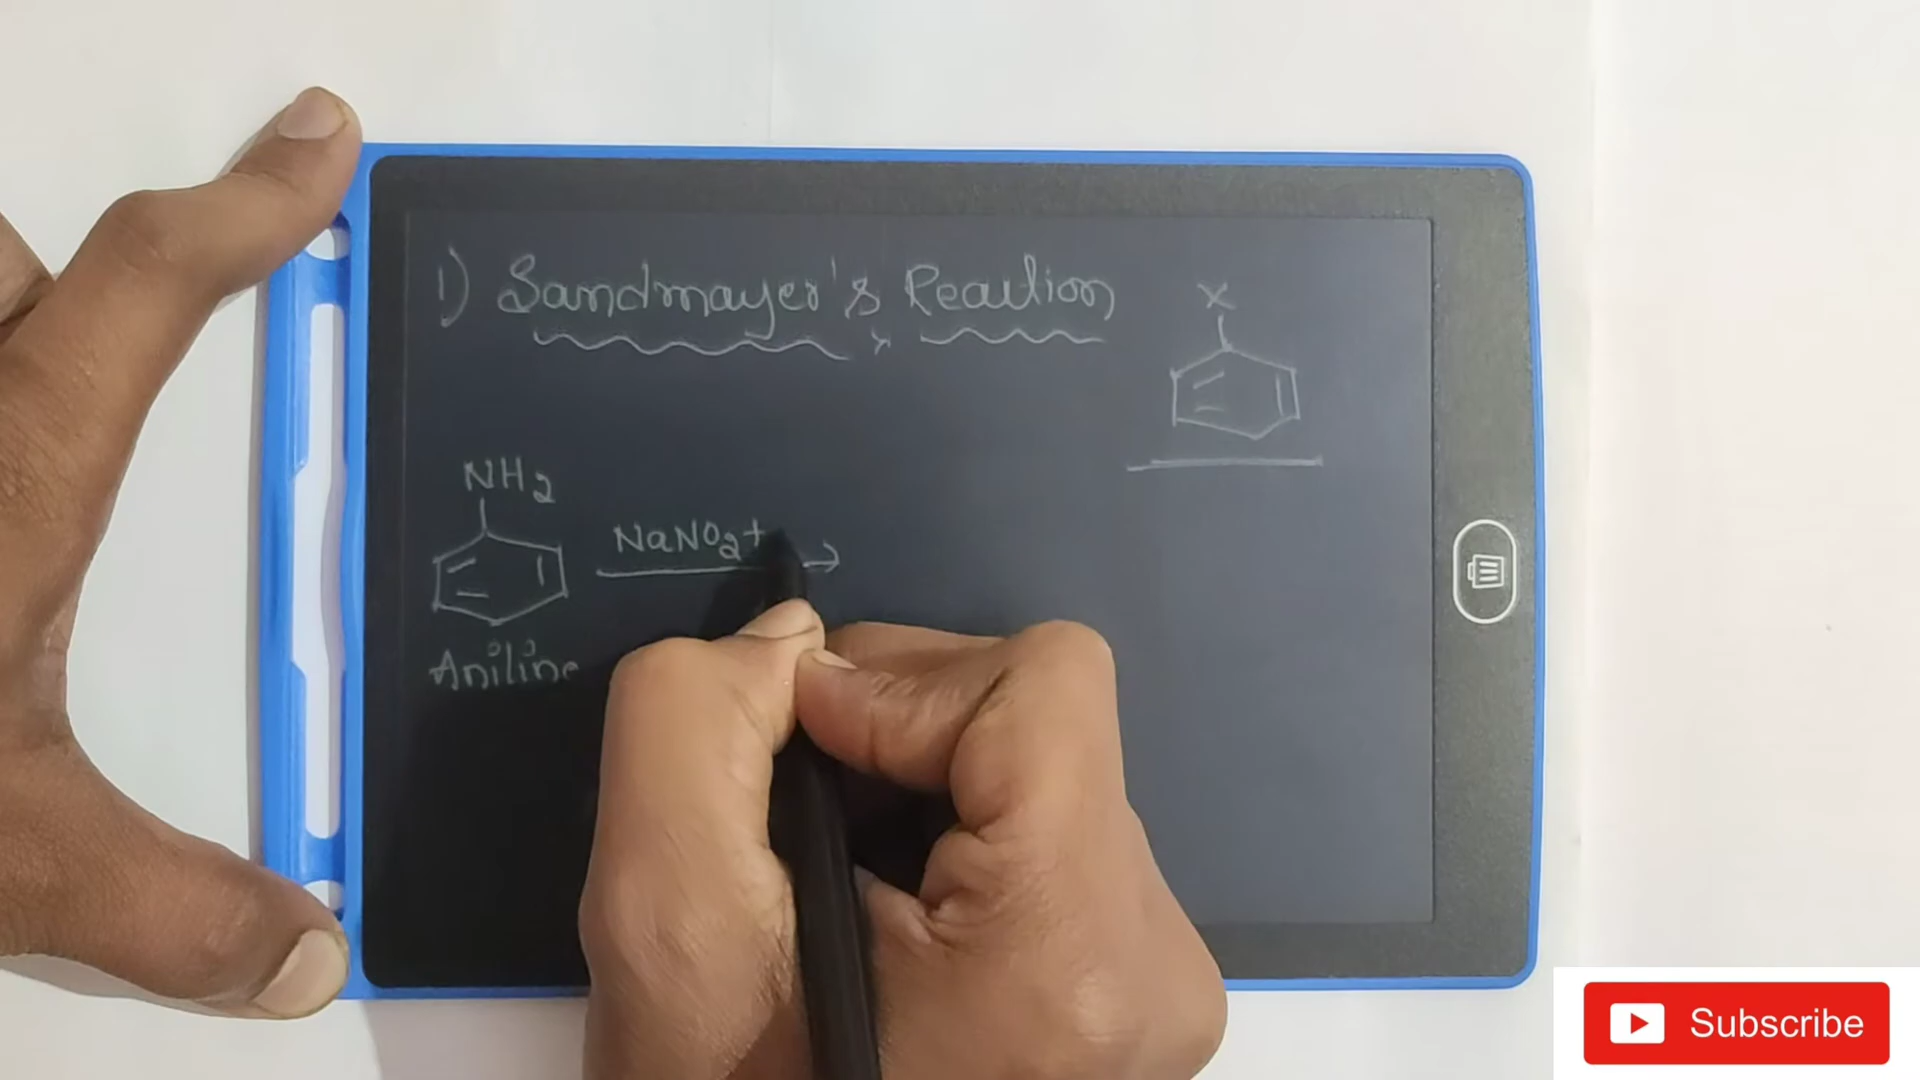 1) Sandmayer's Reaction
X
NH2
NaNO2+
Aniline
Subscribe